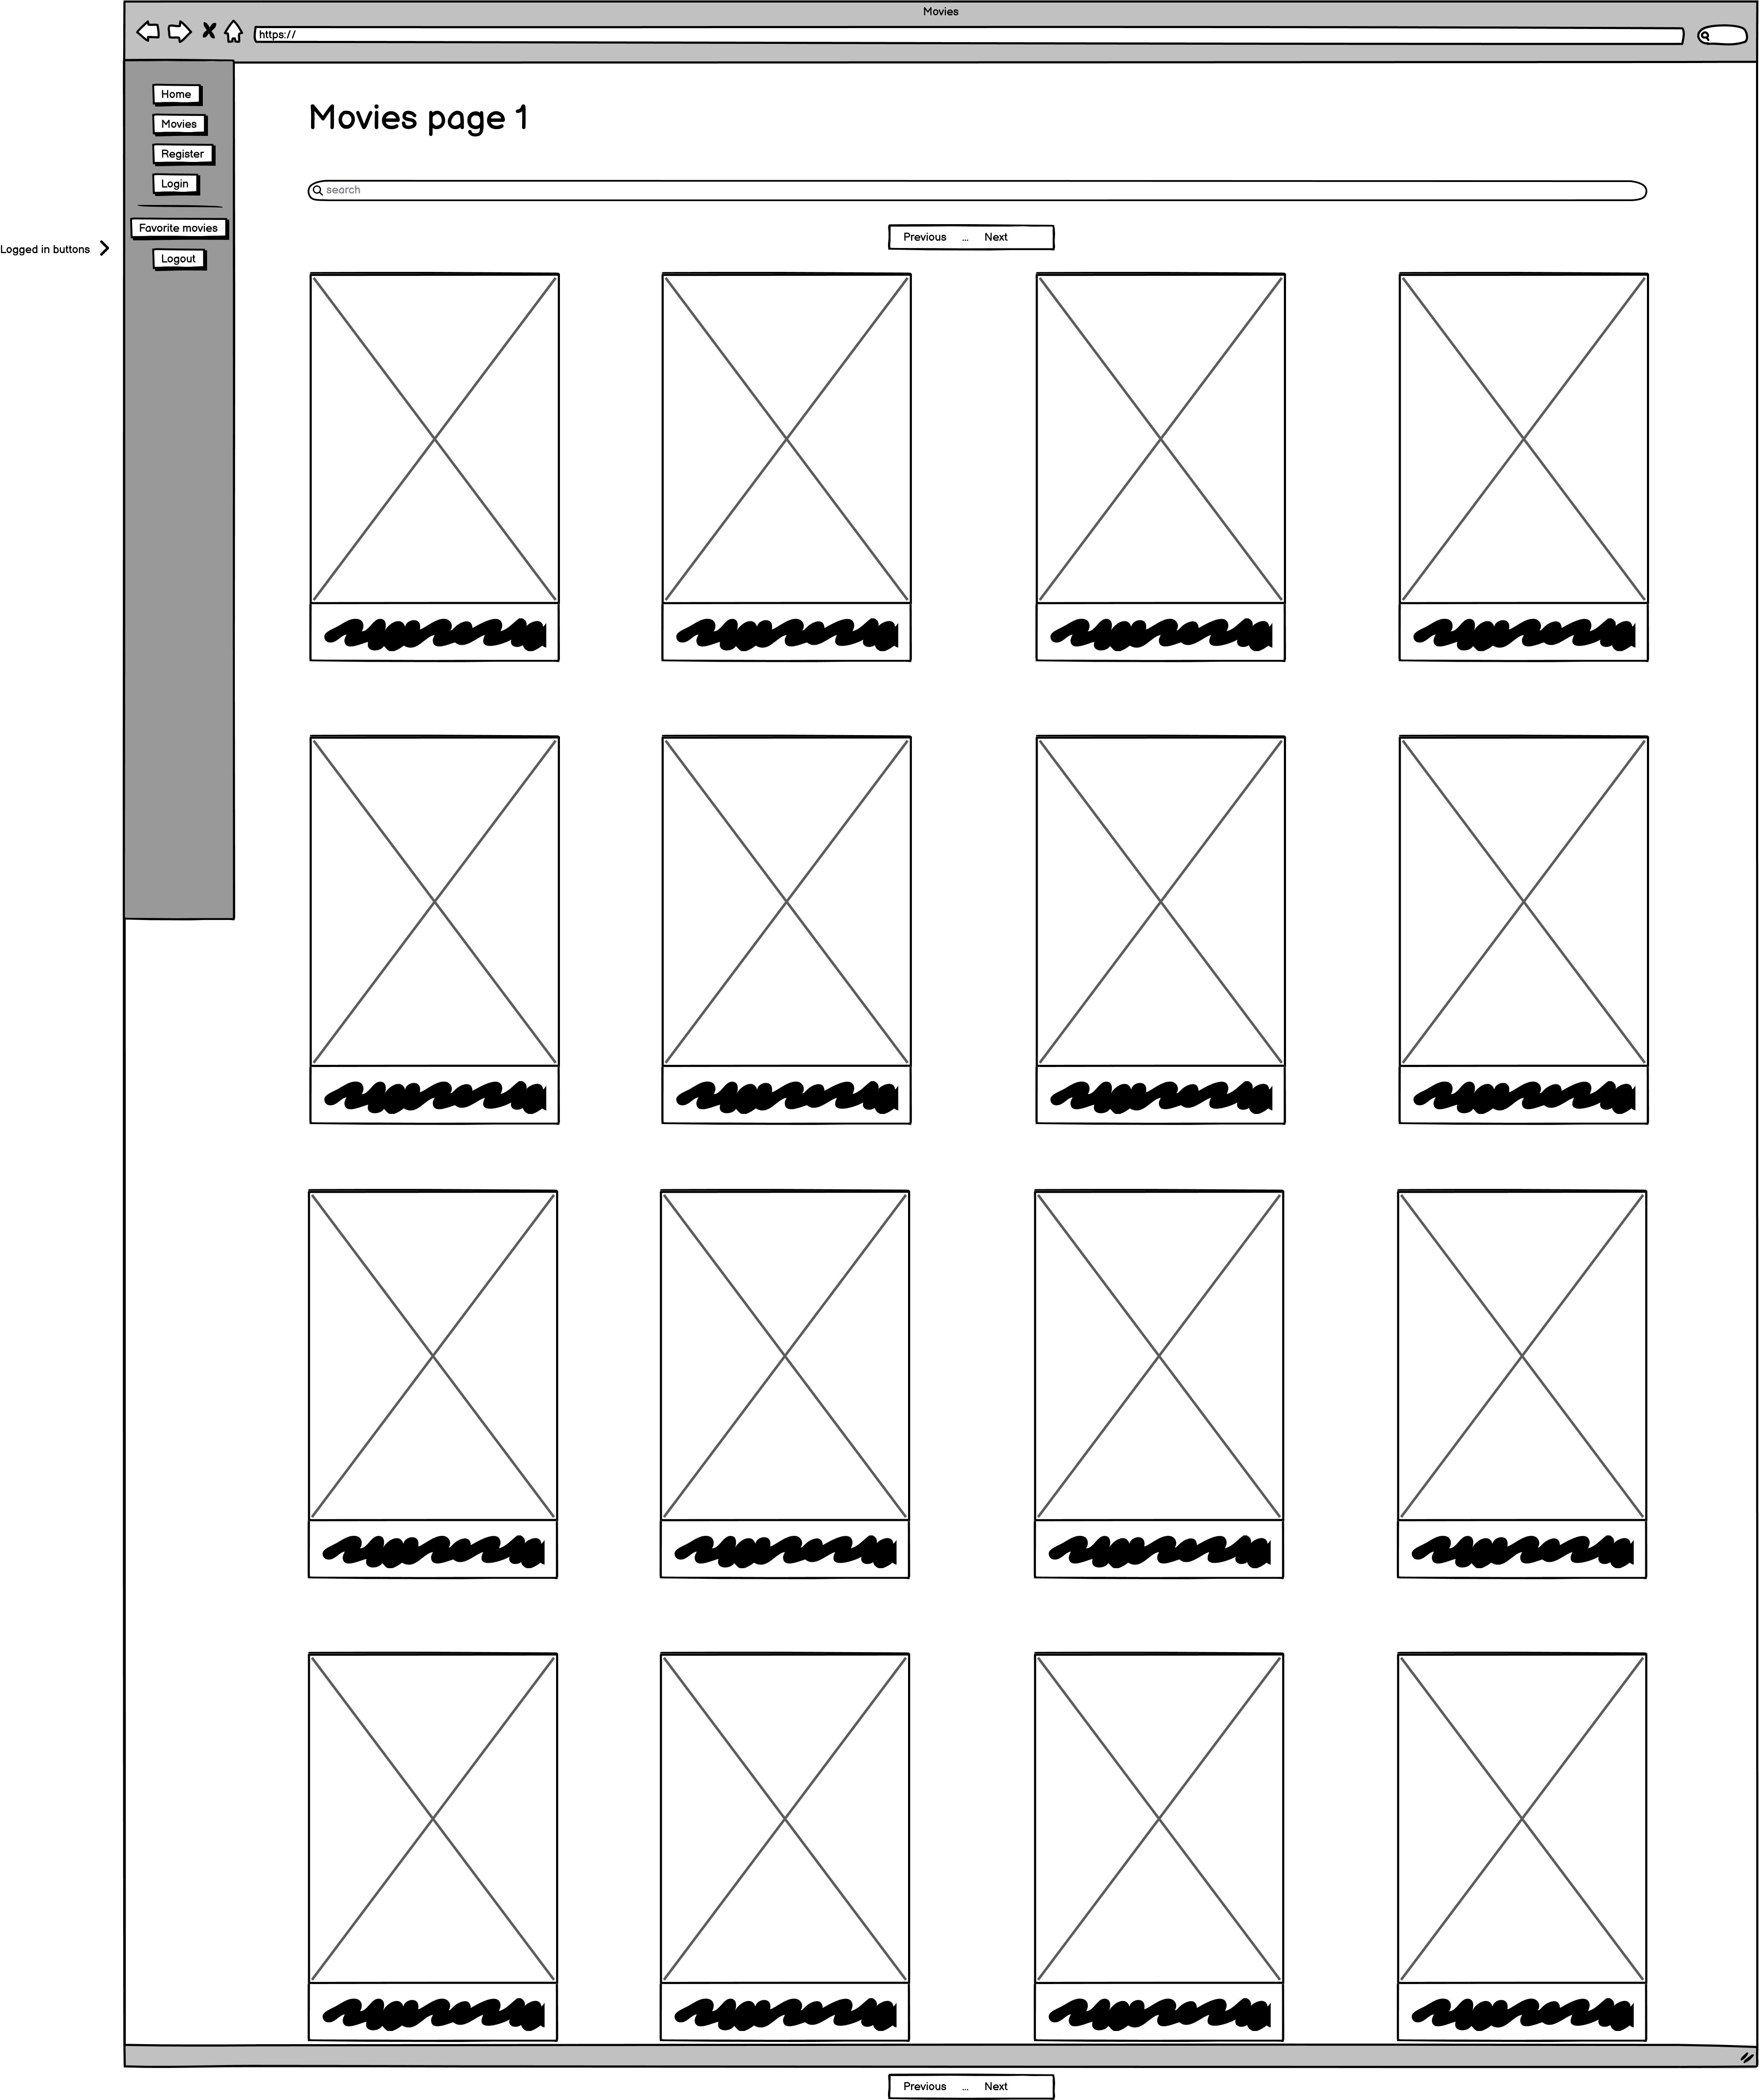 Movies
https://
Home
Movies
Register
Login
Favorite movies
Logout
Logged in buttons
Movies page 1
search
Previous ... Next
Previous ... Next